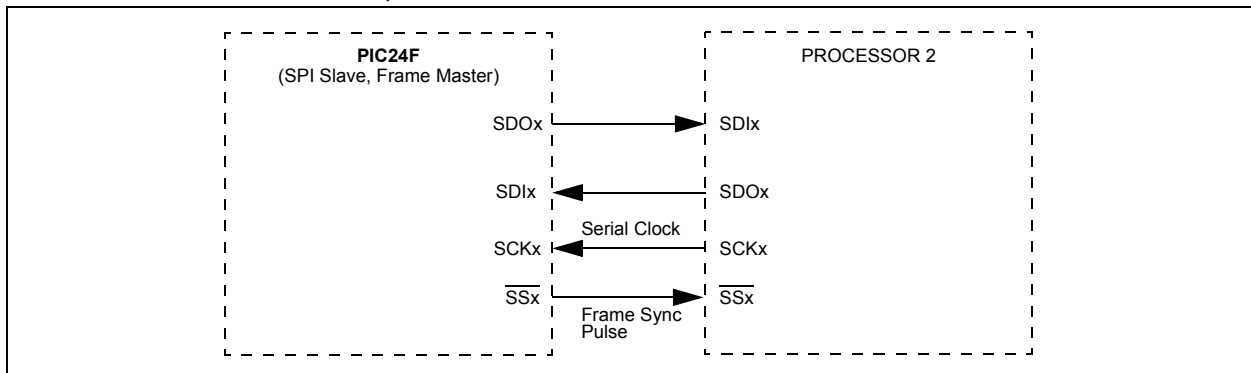 PIC24F
(SPI Slave, Frame Master)
PROCESSOR 2
SDOx
SDIx
SDIx
SDOx
Serial Clock
SCKx
SCKx
SSx
SSx
Frame Sync
Pulse